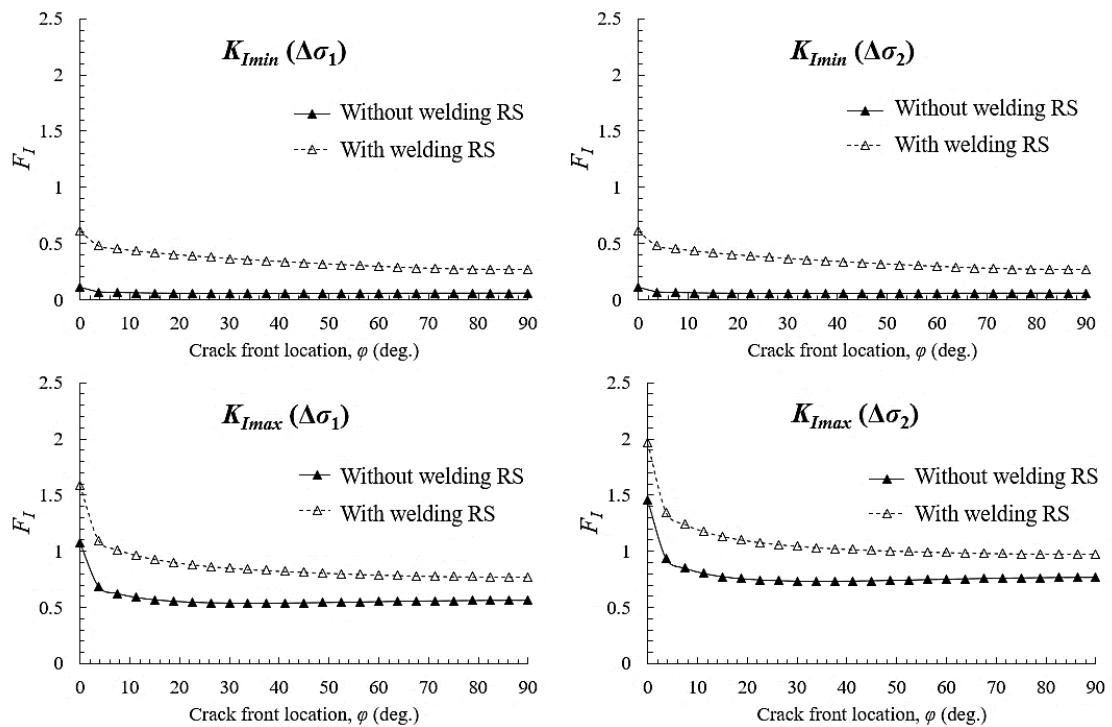 K_Imin (Δσ₁)
Without welding RS
With welding RS
F_I
2.5
2
1.5
1
0.5
0
0 10 20 30 40 50 60 70 80 90
Crack front location, φ (deg.)
K_Imin (Δσ₂)
Without welding RS
With welding RS
F_I
2.5
2
1.5
1
0.5
0
0 10 20 30 40 50 60 70 80 90
Crack front location, φ (deg.)
K_Imax (Δσ₁)
Without welding RS
With welding RS
F_I
2.5
2
1.5
1
0.5
0
0 10 20 30 40 50 60 70 80 90
Crack front location, φ (deg.)
K_Imax (Δσ₂)
Without welding RS
With welding RS
F_I
2.5
2
1.5
1
0.5
0
0 10 20 30 40 50 60 70 80 90
Crack front location, φ (deg.)